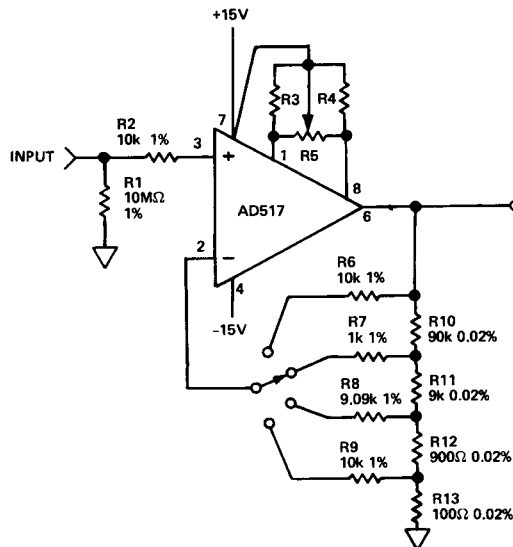 +15V
R3
R4
R5
R2
10k 1%
7
INPUT
3
+
1
R1
10MΩ
1%
AD517
8
6
2
−
4
−15V
R6
10k 1%
R7
1k 1%
R8
9.09k 1%
R9
10k 1%
R10
90k 0.02%
R11
9k 0.02%
R12
900Ω 0.02%
R13
100Ω 0.02%